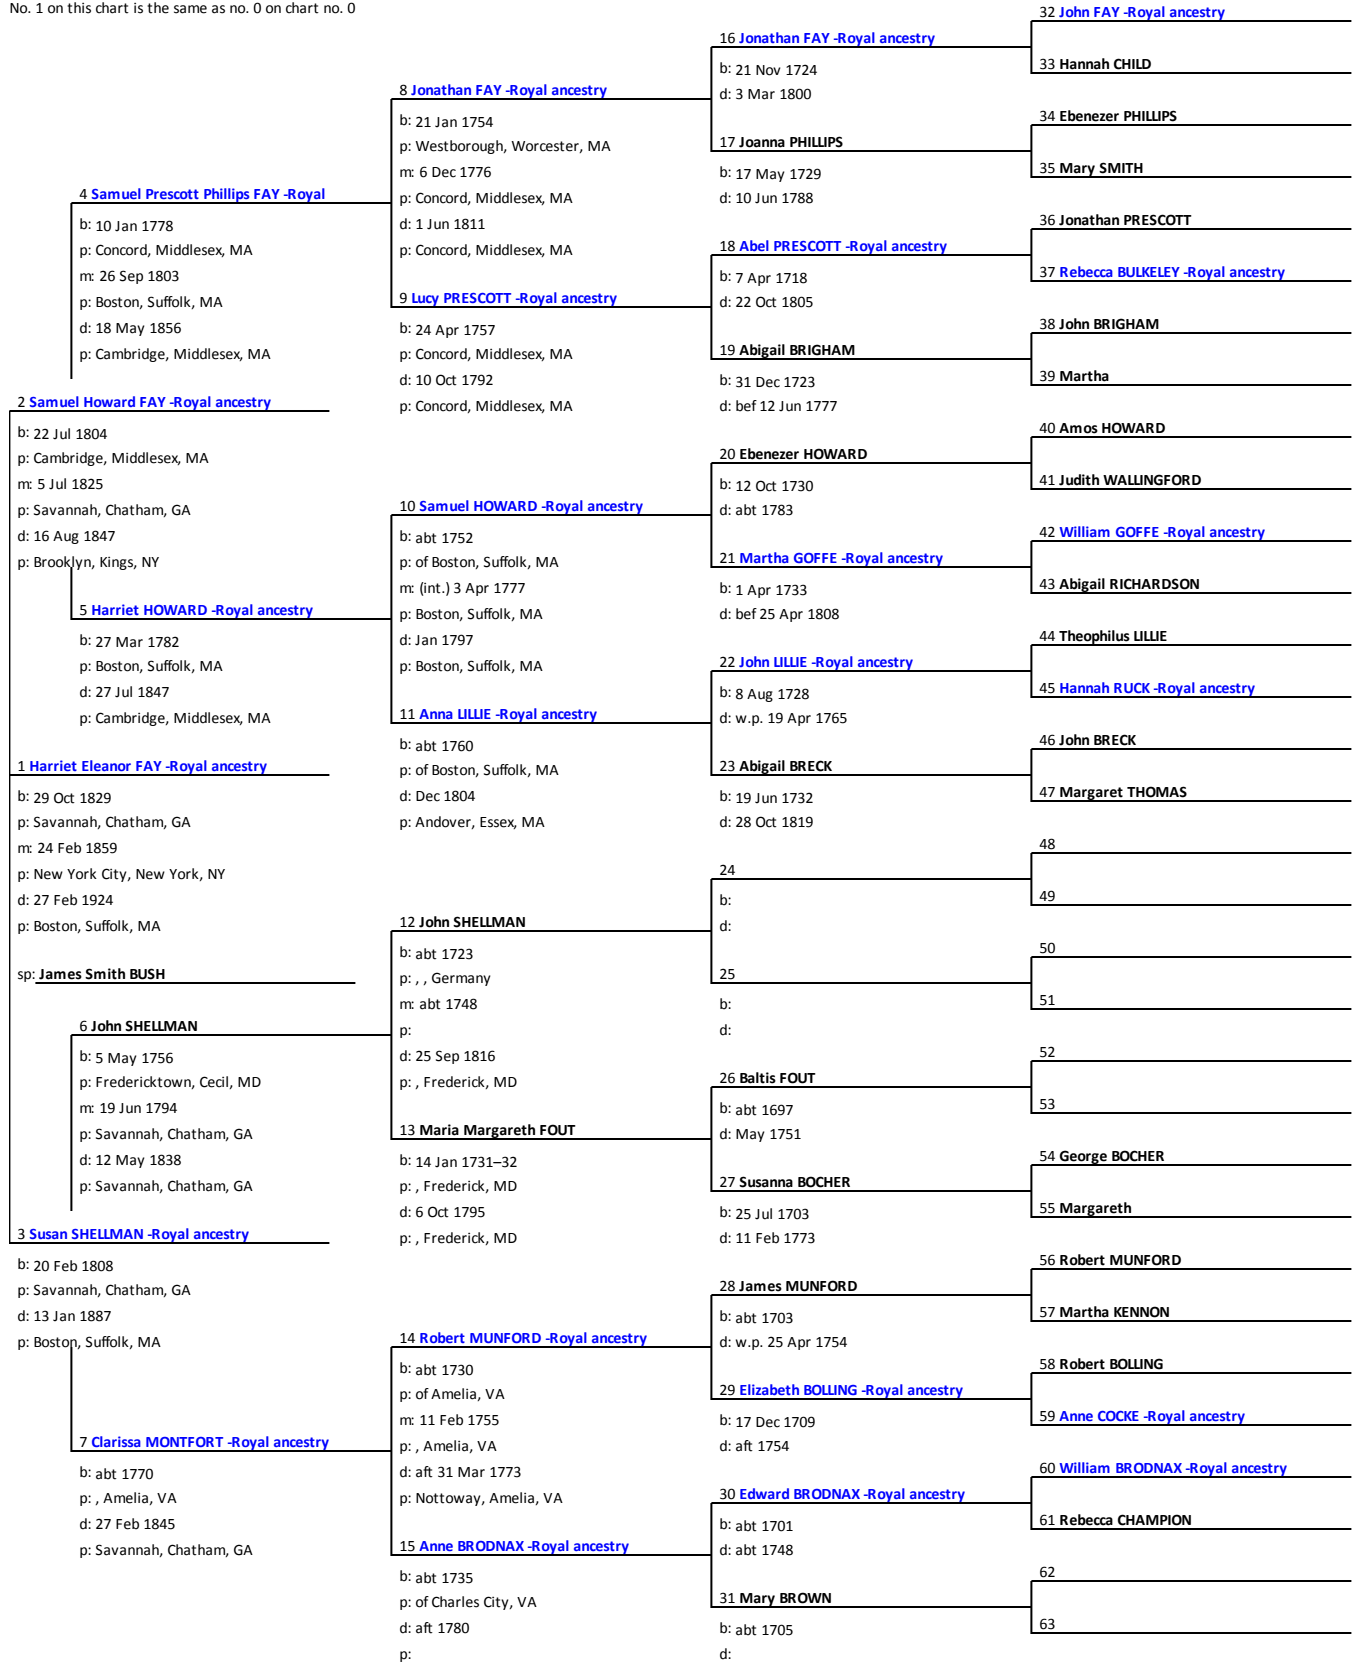 No. 1 on this chart is the same as no. 0 on chart no. 0
1 Harriet Eleanor FAY -Royal ancestry
b: 29 Oct 1829
p: Savannah, Chatham, GA
m: 24 Feb 1859
p: New York City, New York, NY
d: 27 Feb 1924
p: Boston, Suffolk, MA
sp: James Smith BUSH
2 Samuel Howard FAY -Royal ancestry
b: 22 Jul 1804
p: Cambridge, Middlesex, MA
m: 5 Jul 1825
p: Savannah, Chatham, GA
d: 16 Aug 1847
p: Brooklyn, Kings, NY
3 Susan SHELLMAN -Royal ancestry
b: 20 Feb 1808
p: Savannah, Chatham, GA
d: 13 Jan 1887
p: Boston, Suffolk, MA
4 Samuel Prescott Phillips FAY -Royal
b: 10 Jan 1778
p: Concord, Middlesex, MA
m: 26 Sep 1803
p: Boston, Suffolk, MA
d: 18 May 1856
p: Cambridge, Middlesex, MA
5 Harriet HOWARD -Royal ancestry
b: 27 Mar 1782
p: Boston, Suffolk, MA
d: 27 Jul 1847
p: Cambridge, Middlesex, MA
6 John SHELLMAN
b: 5 May 1756
p: Fredericktown, Cecil, MD
m: 19 Jun 1794
p: Savannah, Chatham, GA
d: 12 May 1838
p: Savannah, Chatham, GA
7 Clarissa MONTFORT -Royal ancestry
b: abt 1770
p: , Amelia, VA
d: 27 Feb 1845
p: Savannah, Chatham, GA
8 Jonathan FAY -Royal ancestry
b: 21 Jan 1754
p: Westborough, Worcester, MA
m: 6 Dec 1776
p: Concord, Middlesex, MA
d: 1 Jun 1811
p: Concord, Middlesex, MA
9 Lucy PRESCOTT -Royal ancestry
b: 24 Apr 1757
p: Concord, Middlesex, MA
d: 10 Oct 1792
p: Concord, Middlesex, MA
10 Samuel HOWARD -Royal ancestry
b: abt 1752
p: of Boston, Suffolk, MA
m: (int.) 3 Apr 1777
p: Boston, Suffolk, MA
d: Jan 1797
p: Boston, Suffolk, MA
11 Anna LILLIE -Royal ancestry
b: abt 1760
p: of Boston, Suffolk, MA
d: Dec 1804
p: Andover, Essex, MA
12 John SHELLMAN
b: abt 1723
p: , , Germany
m: abt 1748
p:
d: 25 Sep 1816
p: , Frederick, MD
13 Maria Margareth FOUT
b: 14 Jan 1731–32
p: , Frederick, MD
d: 6 Oct 1795
p: , Frederick, MD
14 Robert MUNFORD -Royal ancestry
b: abt 1730
p: of Amelia, VA
m: 11 Feb 1755
p: , Amelia, VA
d: aft 31 Mar 1773
p: Nottoway, Amelia, VA
15 Anne BRODNAX -Royal ancestry
b: abt 1735
p: of Charles City, VA
d: aft 1780
p:
16 Jonathan FAY -Royal ancestry
b: 21 Nov 1724
d: 3 Mar 1800
17 Joanna PHILLIPS
b: 17 May 1729
d: 10 Jun 1788
18 Abel PRESCOTT -Royal ancestry
b: 7 Apr 1718
d: 22 Oct 1805
19 Abigail BRIGHAM
b: 31 Dec 1723
d: bef 12 Jun 1777
20 Ebenezer HOWARD
b: 12 Oct 1730
d: abt 1783
21 Martha GOFFE -Royal ancestry
b: 1 Apr 1733
d: bef 25 Apr 1808
22 John LILLIE -Royal ancestry
b: 8 Aug 1728
d: w.p. 19 Apr 1765
23 Abigail BRECK
b: 19 Jun 1732
d: 28 Oct 1819
24
b:
d:
25
b:
d:
26 Baltis FOUT
b: abt 1697
d: May 1751
27 Susanna BOCHER
b: 25 Jul 1703
d: 11 Feb 1773
28 James MUNFORD
b: abt 1703
d: w.p. 25 Apr 1754
29 Elizabeth BOLLING -Royal ancestry
b: 17 Dec 1709
d: aft 1754
30 Edward BRODNAX -Royal ancestry
b: abt 1701
d: abt 1748
31 Mary BROWN
b: abt 1705
d:
32 John FAY -Royal ancestry
33 Hannah CHILD
34 Ebenezer PHILLIPS
35 Mary SMITH
36 Jonathan PRESCOTT
37 Rebecca BULKELEY -Royal ancestry
38 John BRIGHAM
39 Martha
40 Amos HOWARD
41 Judith WALLINGFORD
42 William GOFFE -Royal ancestry
43 Abigail RICHARDSON
44 Theophilus LILLIE
45 Hannah RUCK -Royal ancestry
46 John BRECK
47 Margaret THOMAS
48
49
50
51
52
53
54 George BOCHER
55 Margareth
56 Robert MUNFORD
57 Martha KENNON
58 Robert BOLLING
59 Anne COCKE -Royal ancestry
60 William BRODNAX -Royal ancestry
61 Rebecca CHAMPION
62
63